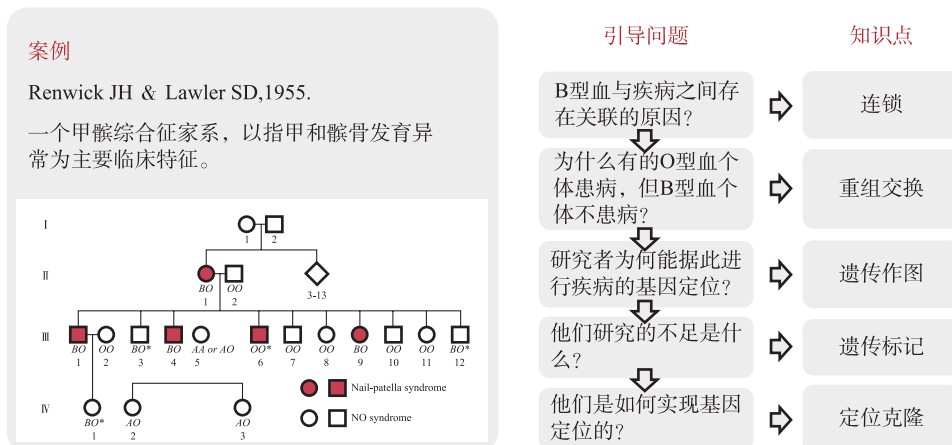 案例
Renwick JH & Lawler SD,1955.
一个甲髌综合征家系，以指甲和髌骨发育异
常为主要临床特征。
I
1 2
II
BO OO
1 2 3-13
III
BO OO BO* BO AA or AO OO* OO OO BO OO OO BO*
1 2 3 4 5 6 7 8 9 10 11 12
Nail-patella syndrome
NO syndrome
IV
BO* AO AO
1 2 3
引导问题 知识点
B型血与疾病之间存
在关联的原因？
连锁
为什么有的O型血个
体患病，但B型血个
体不患病？
重组交换
研究者为何能据此进
行疾病的基因定位？
遗传作图
他们研究的不足是什
么？
遗传标记
他们是如何实现基因
定位的？
定位克隆